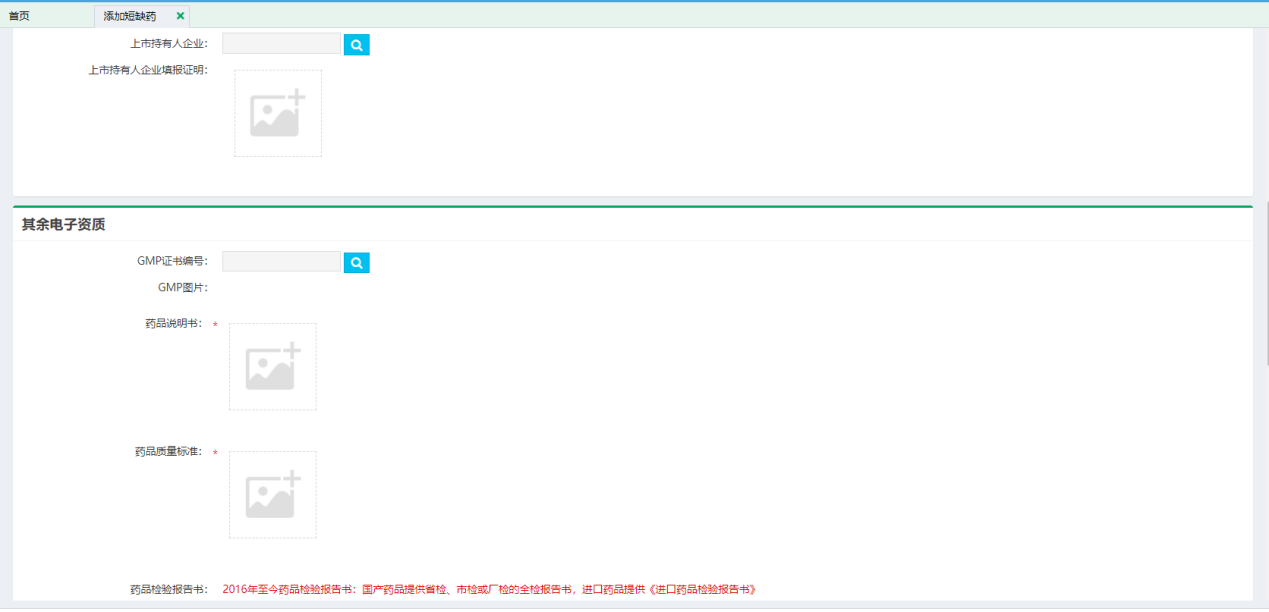 首页 添加短缺药 ×
上市持有人企业：
上市持有人企业填报证明：
其余电子资质
GMP证书编号：
GMP图片：
药品说明书： *
药品质量标准： *
药品检验报告书： 2016年至今药品检验报告书：国产药品提供省检、市检或厂检的全检报告书，进口药品提供《进口药品检验报告书》